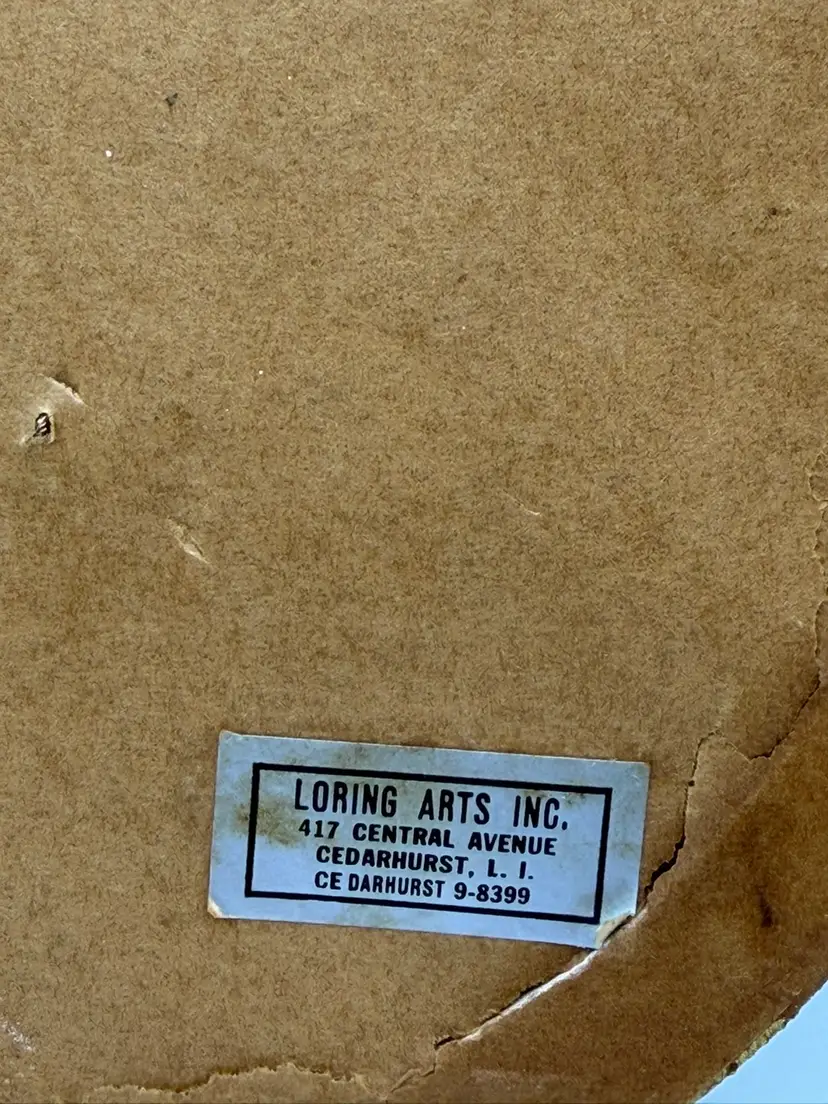 LORING ARTS INC.
417 CENTRAL AVENUE
CEDARHURST, L. I.
CE DARHURST 9-8399